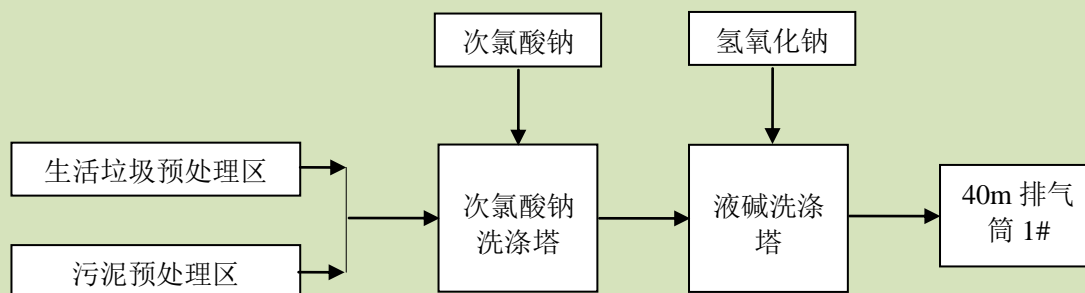 次氯酸钠
氢氧化钠
生活垃圾预处理区
污泥预处理区
次氯酸钠
洗涤塔
液碱洗涤
塔
40m 排气
筒 1#